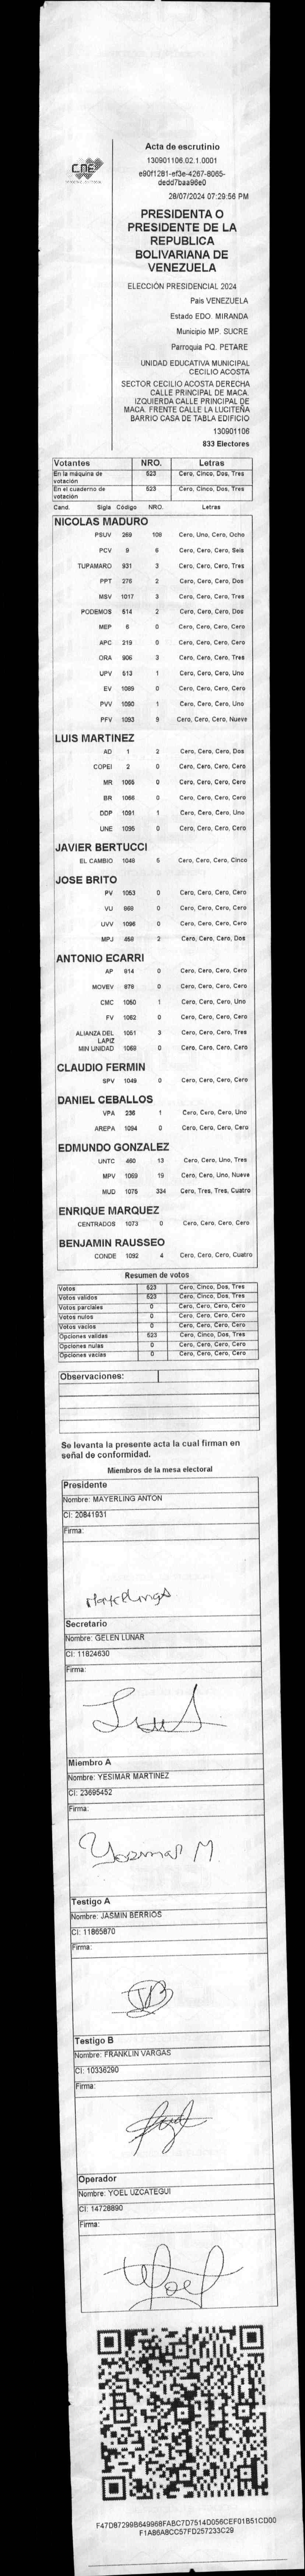 CNE
Acta de escrutinio
130901106.02.1.0001
e90f1281-ef3e-4267-8065-
dedd7baa96e0
28/07/2024 07:29:56 PM
PRESIDENTA O
PRESIDENTE DE LA
REPUBLICA
BOLIVARIANA DE
VENEZUELA
ELECCIÓN PRESIDENCIAL 2024
Pais VENEZUELA
Estado EDO. MIRANDA
Municipio MP. SUCRE
Parroquia PQ. PETARE
UNIDAD EDUCATIVA MUNICIPAL
CECILIO ACOSTA
SECTOR CECILIO ACOSTA DERECHA
CALLE PRINCIPAL DE MACA.
IZQUIERDA CALLE PRINCIPAL DE
MACA. FRENTE CALLE LA LUCITEÑA
BARRIO CASA DE TABLA EDIFICIO
130901106
833 Electores
Votantes NRO. Letras
En la máquina de votación 523 Cero, Cinco, Dos, Tres
En el cuaderno de votación 523 Cero, Cinco, Dos, Tres
Cand. Sigla Código NRO. Letras
NICOLAS MADURO
PSUV 269 108 Cero, Uno, Cero, Ocho
PCV 9 6 Cero, Cero, Cero, Seis
TUPAMARO 931 3 Cero, Cero, Cero, Tres
PPT 276 2 Cero, Cero, Cero, Dos
MSV 1017 3 Cero, Cero, Cero, Tres
PODEMOS 514 2 Cero, Cero, Cero, Dos
MEP 6 0 Cero, Cero, Cero, Cero
APC 219 0 Cero, Cero, Cero, Cero
ORA 906 3 Cero, Cero, Cero, Tres
UPV 513 1 Cero, Cero, Cero, Uno
EV 1089 0 Cero, Cero, Cero, Cero
PVV 1090 1 Cero, Cero, Cero, Uno
PFV 1093 9 Cero, Cero, Cero, Nueve
LUIS MARTINEZ
AD 1 2 Cero, Cero, Cero, Dos
COPEI 2 0 Cero, Cero, Cero, Cero
MR 1065 0 Cero, Cero, Cero, Cero
BR 1066 0 Cero, Cero, Cero, Cero
DDP 1091 1 Cero, Cero, Cero, Uno
UNE 1095 0 Cero, Cero, Cero, Cero
JAVIER BERTUCCI
EL CAMBIO 1048 5 Cero, Cero, Cero, Cinco
JOSE BRITO
PV 1053 0 Cero, Cero, Cero, Cero
VU 868 0 Cero, Cero, Cero, Cero
UVV 1096 0 Cero, Cero, Cero, Cero
MPJ 458 2 Cero, Cero, Cero, Dos
ANTONIO ECARRI
AP 814 0 Cero, Cero, Cero, Cero
MOVEV 878 0 Cero, Cero, Cero, Cero
CMC 1050 1 Cero, Cero, Cero, Uno
FV 1062 0 Cero, Cero, Cero, Cero
ALIANZA DEL LAPIZ 1051 3 Cero, Cero, Cero, Tres
MIN UNIDAD 1068 0 Cero, Cero, Cero, Cero
CLAUDIO FERMIN
SPV 1049 0 Cero, Cero, Cero, Cero
DANIEL CEBALLOS
VPA 236 1 Cero, Cero, Cero, Uno
AREPA 1094 0 Cero, Cero, Cero, Cero
EDMUNDO GONZALEZ
UNTC 460 13 Cero, Cero, Uno, Tres
MPV 1069 19 Cero, Cero, Uno, Nueve
MUD 1075 334 Cero, Tres, Tres, Cuatro
ENRIQUE MARQUEZ
CENTRADOS 1073 0 Cero, Cero, Cero, Cero
BENJAMIN RAUSSEO
CONDE 1092 4 Cero, Cero, Cero, Cuatro
Resumen de votos
Votos 523 Cero, Cinco, Dos, Tres
Votos válidos 523 Cero, Cinco, Dos, Tres
Votos parciales 0 Cero, Cero, Cero, Cero
Votos nulos 0 Cero, Cero, Cero, Cero
Votos vacíos 0 Cero, Cero, Cero, Cero
Opciones validas 523 Cero, Cinco, Dos, Tres
Opciones nulas 0 Cero, Cero, Cero, Cero
Opciones vacías 0 Cero, Cero, Cero, Cero
Observaciones:
Se levanta la presente acta la cual firman en
señal de conformidad.
Miembros de la mesa electoral
Presidente
Nombre: MAYERLING ANTON
CI: 20841931
Firma:
Secretario
Nombre: GELEN LUNAR
CI: 11824630
Firma:
Miembro A
Nombre: YESIMAR MARTINEZ
CI: 23695452
Firma:
Testigo A
Nombre: JASMIN BERRIOS
CI: 11865870
Firma:
Testigo B
Nombre: FRANKLIN VARGAS
CI: 10336290
Firma:
Operador
Nombre: YOEL UZCATEGUI
CI: 14728890
Firma:
Yoel
F47D87299B649968FABC7D7514D056CEF01B51CD00
F1A86A8CC57FD257233C29